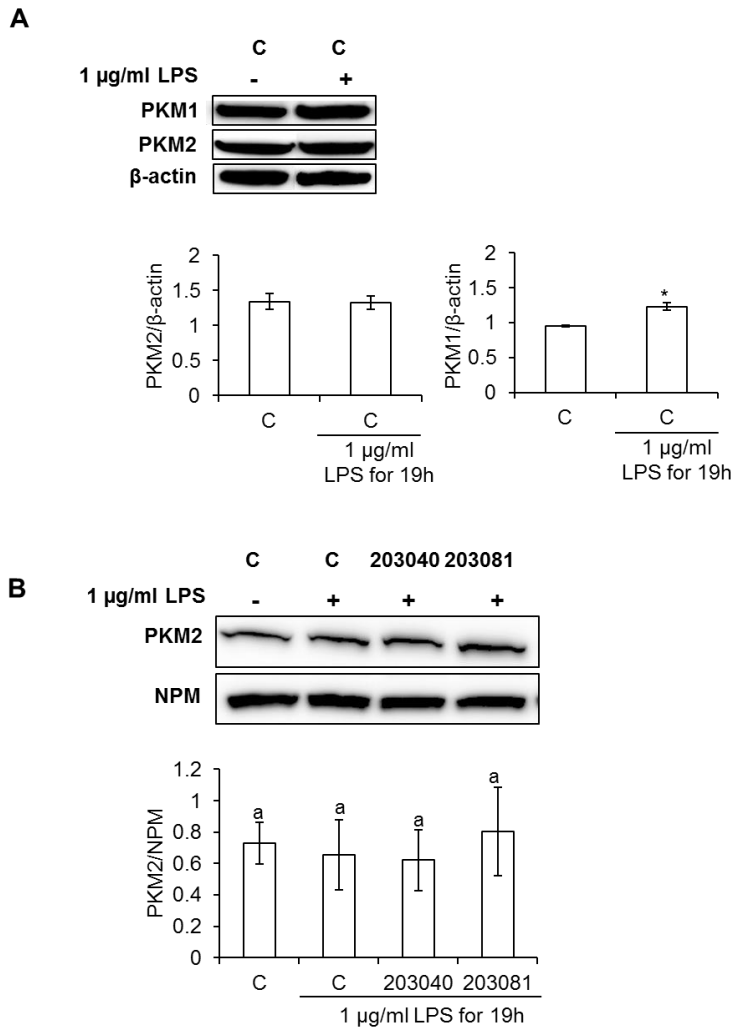 A
C C
1 µg/ml LPS - +
PKM1
PKM2
β-actin
PKM2/β-actin
2
1.5
1
0.5
0
C C
1 µg/ml
LPS for 19h
PKM1/β-actin
2
1.5
1
0.5
0
*
C C
1 µg/ml
LPS for 19h
B
C C 203040 203081
1 µg/ml LPS - + + +
PKM2
NPM
PKM2/NPM
1.2
1
0.8
0.6
0.4
0.2
0
a a a a
C C 203040 203081
1 µg/ml LPS for 19h